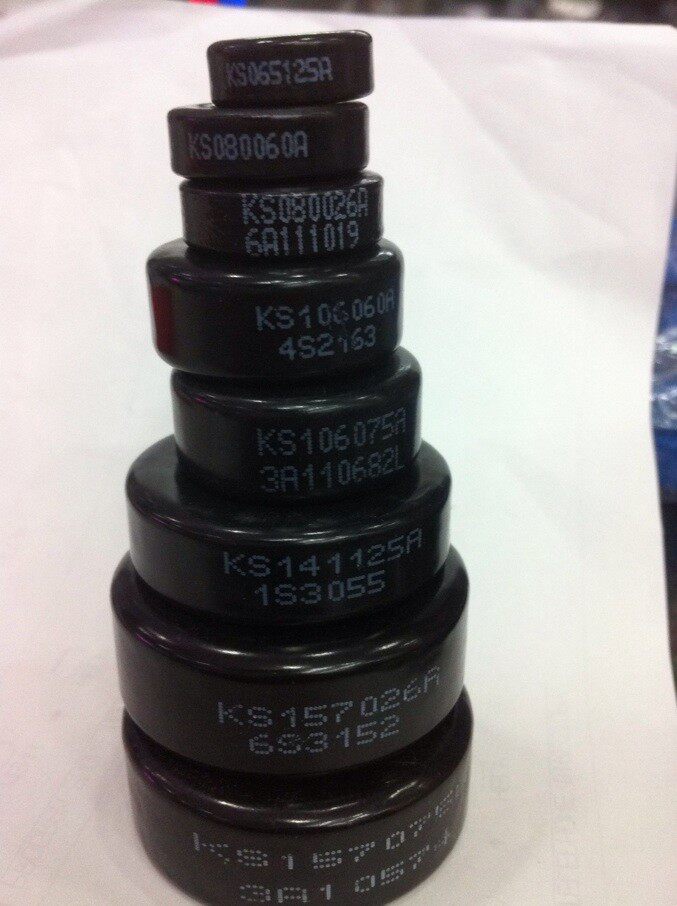 KS065125A
KS080060A
KS080026A
6A111019
KS106060A
4S2163
KS106075A
3A110682L
KS141125A
1S3055
KS157026A
6S3152